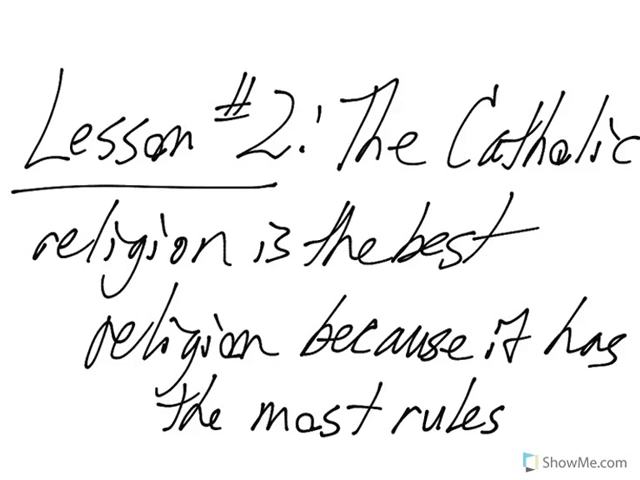 Lesson #2: The Catholic
religion is the best
religion because it has
the most rules
ShowMe.com